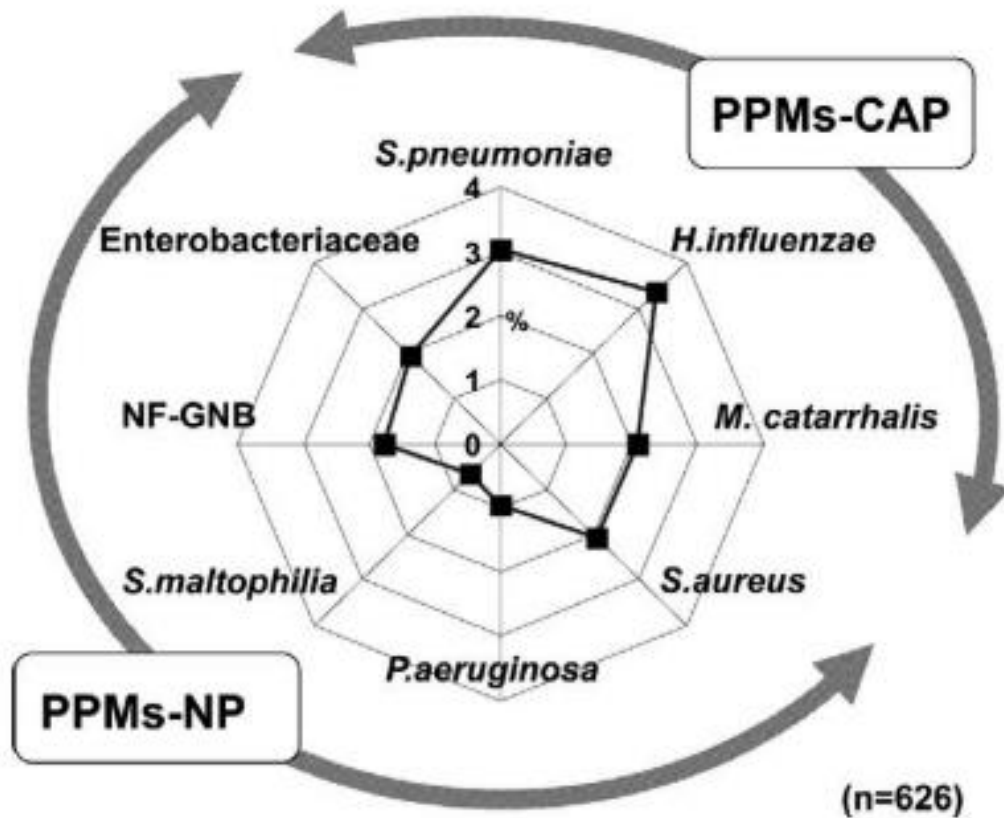 PPMs-CAP
S.pneumoniae
4
Enterobacteriaceae
H.influenzae
3
2
%
1
NF-GNB
0
M. catarrhalis
S.maltophilia
S.aureus
P.aeruginosa
PPMs-NP
(n=626)